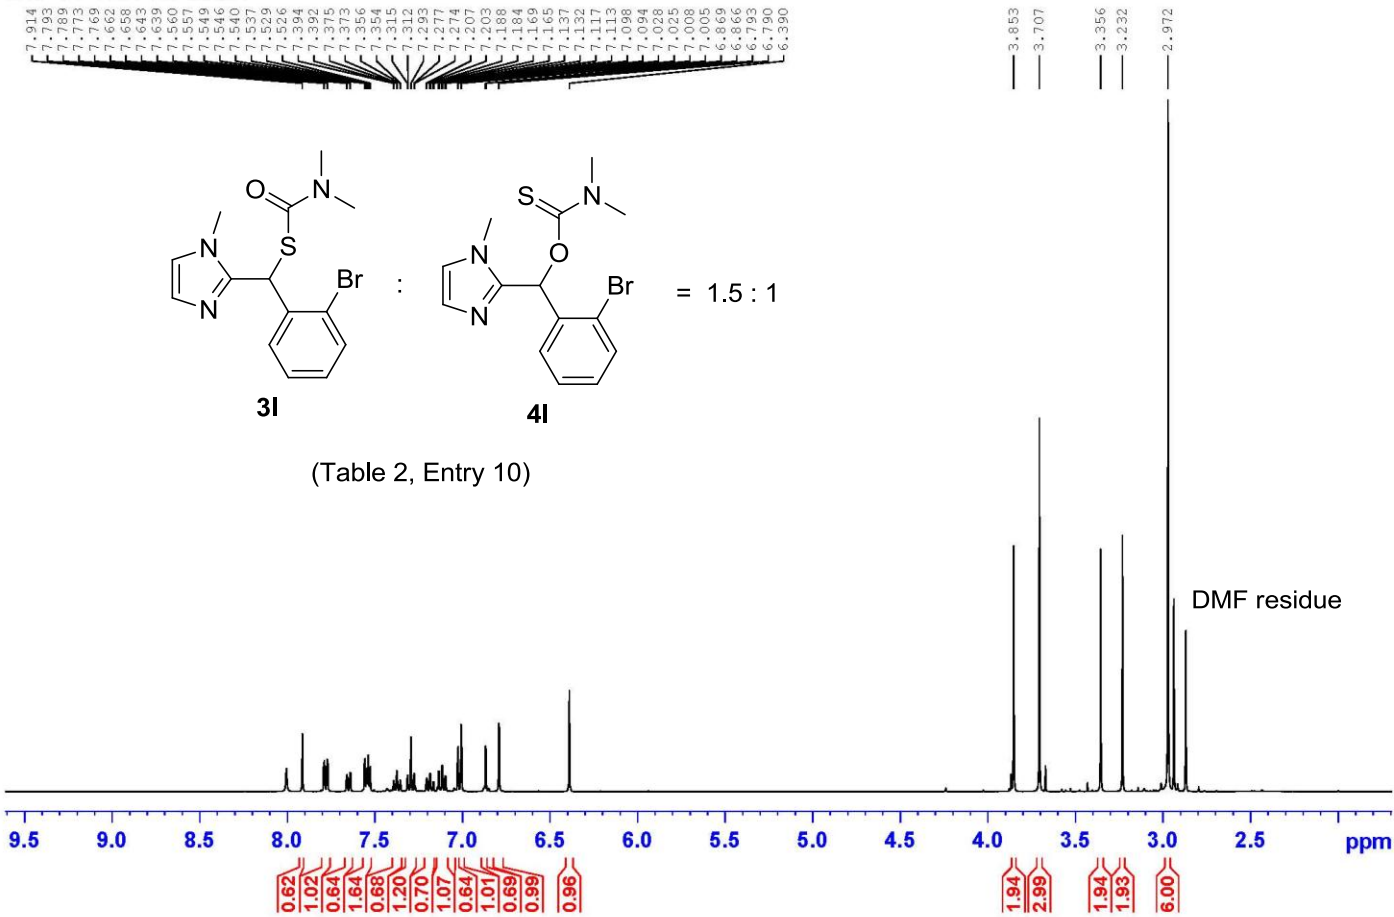 7.914 7.793 7.789 7.773 7.769 7.662 7.658 7.643 7.639 7.560 7.557 7.549 7.546 7.540 7.537 7.529 7.526 7.394 7.392 7.375 7.373 7.356 7.354 7.315 7.312 7.293 7.277 7.274 7.207 7.203 7.188 7.184 7.169 7.165 7.137 7.132 7.117 7.113 7.098 7.094 7.028 7.025 7.008 7.005 6.869 6.866 6.793 6.790 6.390 3.853 3.707 3.356 3.232 2.972
O N S N
N S N O
Br : Br = 1.5 : 1
N N
3l 4l
(Table 2, Entry 10)
DMF residue
9.5 9.0 8.5 8.0 7.5 7.0 6.5 6.0 5.5 5.0 4.5 4.0 3.5 3.0 2.5 ppm
0.62 1.02 0.64 1.64 0.68 1.20 0.70 1.07 0.64 1.01 0.69 0.99 0.96 1.94 2.99 1.94 1.93 6.00